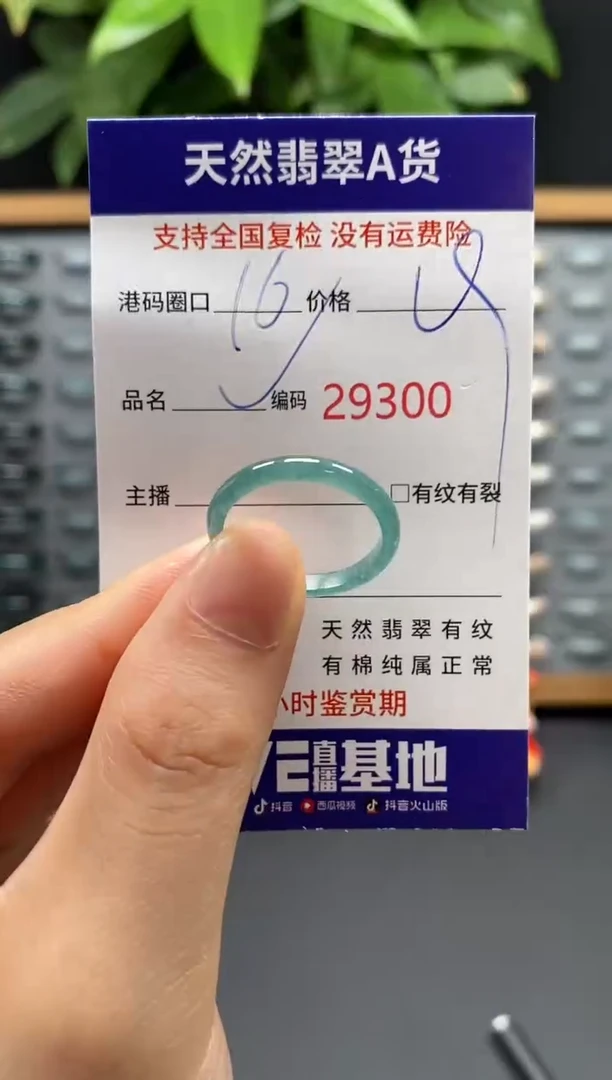 天然翡翠A货
支持全国复检 没有运费险
港码圈口 16 价格
品名 编码 29300
主播 □有纹有裂
天然翡翠有纹
有棉纯属正常
小时鉴赏期
VE直播基地
抖音 西瓜视频 抖音火山版